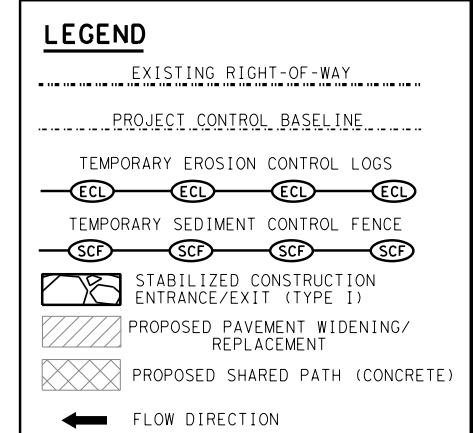 LEGEND
EXISTING RIGHT-OF-WAY
PROJECT CONTROL BASELINE
TEMPORARY EROSION CONTROL LOGS
ECL ECL ECL ECL
TEMPORARY SEDIMENT CONTROL FENCE
SCF SCF SCF SCF
STABILIZED CONSTRUCTION
ENTRANCE/EXIT (TYPE I)
PROPOSED PAVEMENT WIDENING/
REPLACEMENT
PROPOSED SHARED PATH (CONCRETE)
FLOW DIRECTION